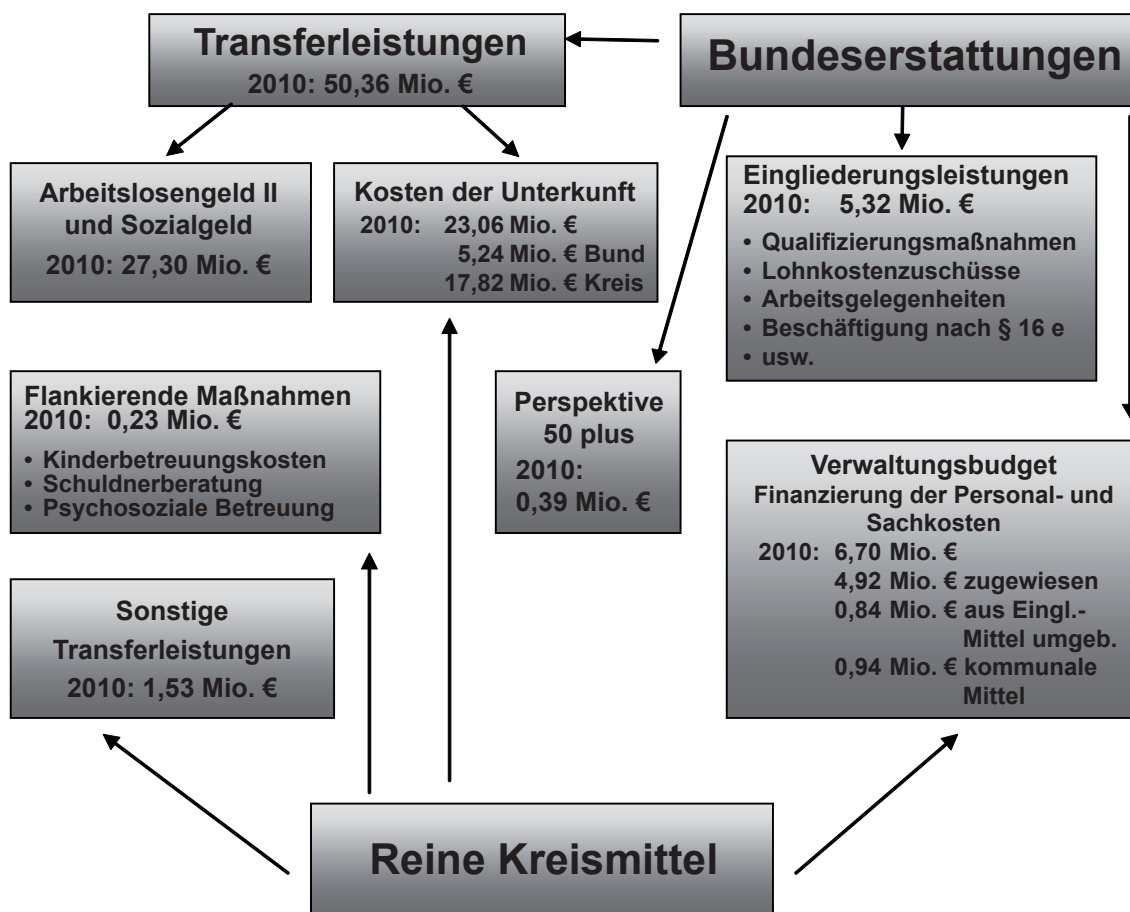 Transferleistungen
2010: 50,36 Mio. €
Bundeserstattungen
Arbeitslosengeld II
und Sozialgeld
2010: 27,30 Mio. €
Kosten der Unterkunft
2010: 23,06 Mio. €
5,24 Mio. € Bund
17,82 Mio. € Kreis
Eingliederungsleistungen
2010: 5,32 Mio. €
• Qualifizierungsmaßnahmen
• Lohnkostenzuschüsse
• Arbeitsgelegenheiten
• Beschäftigung nach § 16 e
• usw.
Flankierende Maßnahmen
2010: 0,23 Mio. €
• Kinderbetreuungskosten
• Schuldnerberatung
• Psychosoziale Betreuung
Perspektive
50 plus
2010:
0,39 Mio. €
Verwaltungsbudget
Finanzierung der Personal- und
Sachkosten
2010: 6,70 Mio. €
4,92 Mio. € zugewiesen
0,84 Mio. € aus Eingl.-
Mittel umgeb.
0,94 Mio. € kommunale
Mittel
Sonstige
Transferleistungen
2010: 1,53 Mio. €
Reine Kreismittel